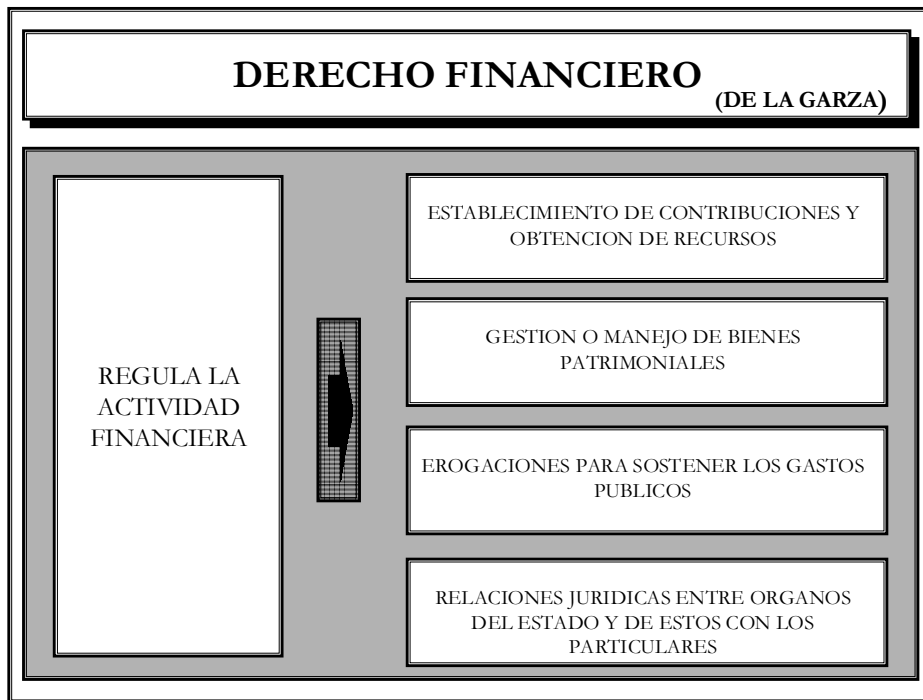 DERECHO FINANCIERO
(DE LA GARZA)
REGULA LA
ACTIVIDAD
FINANCIERA
ESTABLECIMIENTO DE CONTRIBUCIONES Y
OBTENCION DE RECURSOS
GESTION O MANEJO DE BIENES
PATRIMONIALES
EROGACIONES PARA SOSTENER LOS GASTOS
PUBLICOS
RELACIONES JURIDICAS ENTRE ORGANOS
DEL ESTADO Y DE ESTOS CON LOS
PARTICULARES